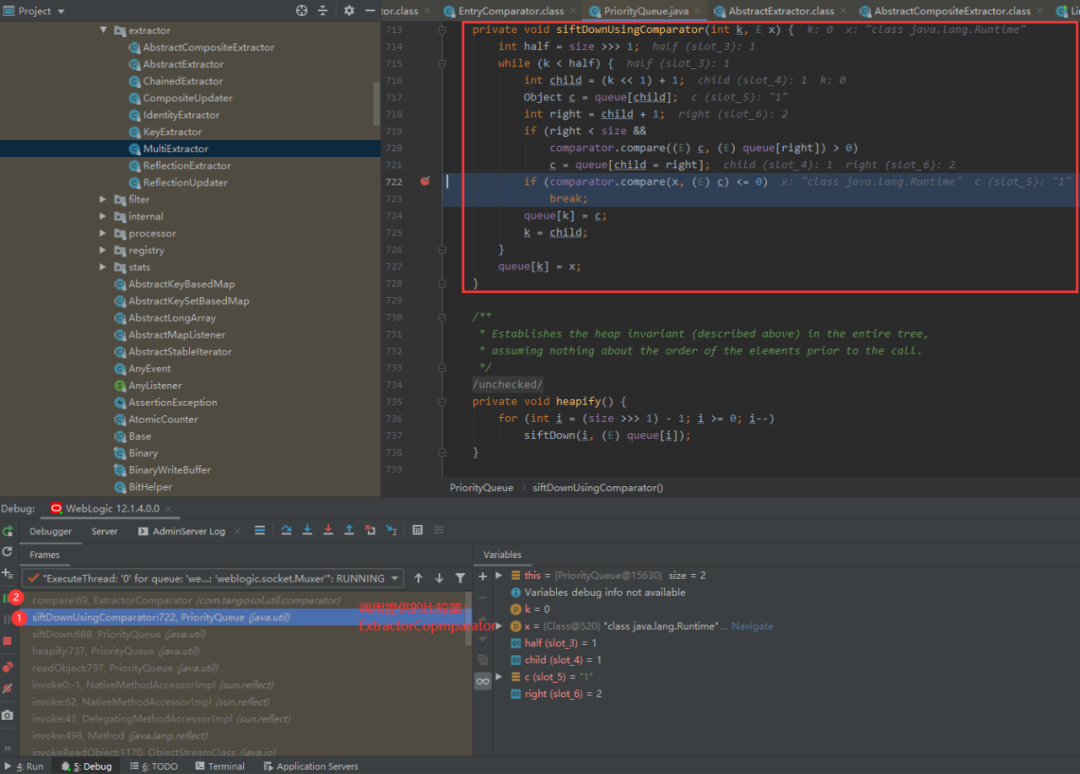 Project
tor.class
EntryComparator.class
PriorityQueue.java
AbstractExtractor.class
AbstractCompositeExtractor.class
extractor
AbstractCompositeExtractor
AbstractExtractor
ChainedExtractor
CompositeUpdater
IdentityExtractor
KeyExtractor
MultiExtractor
ReflectionExtractor
ReflectionUpdater
filter
internal
processor
registry
stats
AbstractKeyBasedMap
AbstractKeySetBasedMap
AbstractLongArray
AbstractMapListener
AbstractStableIterator
AnyEvent
AnyListener
AssertionException
AtomicCounter
Base
Binary
BinaryWriteBuffer
BitHelper
713 private void siftDownUsingComparator(int k, E x) { k: 0 x: "class java.lang.Runtime"
714 int half = size >>> 1; half (slot_3): 1
715 while (k < half) { half (slot_3): 1
716 int child = (k << 1) + 1; child (slot_4): 1 k: 0
717 Object c = queue[child]; c (slot_5): "1"
718 int right = child + 1; right (slot_6): 2
719 if (right < size &&
720 comparator.compare((E) c, (E) queue[right]) > 0)
721 c = queue[child = right]; child (slot_4): 1 right (slot_6): 2
722 if (comparator.compare(x, (E) c) <= 0) x: "class java.lang.Runtime" c (slot_5): "1"
723 break;
724 queue[k] = c;
725 k = child;
726 }
727 queue[k] = x;
728 }
729
730 /**
731 * Establishes the heap invariant (described above) in the entire tree,
732 * assuming nothing about the order of the elements prior to the call.
733 */
734 /unchecked/
735 private void heapify() {
736 for (int i = (size >>> 1) - 1; i >= 0; i--)
737 siftDown(i, (E) queue[i]);
738 }
739
PriorityQueue › siftDownUsingComparator()
Debug: WebLogic 12.1.4.0.0
Debugger Server AdminServer Log
Frames
"ExecuteThread: '0' for queue: 'we...: 'weblogic.socket.Muxer'": RUNNING
compare:69, ExtractorComparator (com.tangosol.util.comparator)
siftDownUsingComparator:722, PriorityQueue (java.util)
siftDown:688, PriorityQueue (java.util)
heapify:737, PriorityQueue (java.util)
readObject:797, PriorityQueue (java.util)
invoke0:-1, NativeMethodAccessorImpl (sun.reflect)
invoke:62, NativeMethodAccessorImpl (sun.reflect)
invoke:43, DelegatingMethodAccessorImpl (sun.reflect)
invoke:498, Method (java.lang.reflect)
invokeReadObject:1170, ObjectStreamClass (java.io)
2
1
调用提供的比较器
ExtractorCopmparator
Variables
this = {PriorityQueue@15630} size = 2
Variables debug info not available
k = 0
x = {Class@520} "class java.lang.Runtime"... Navigate
half (slot_3) = 1
child (slot_4) = 1
c (slot_5) = "1"
right (slot_6) = 2
4: Run 5: Debug 6: TODO Terminal Application Servers